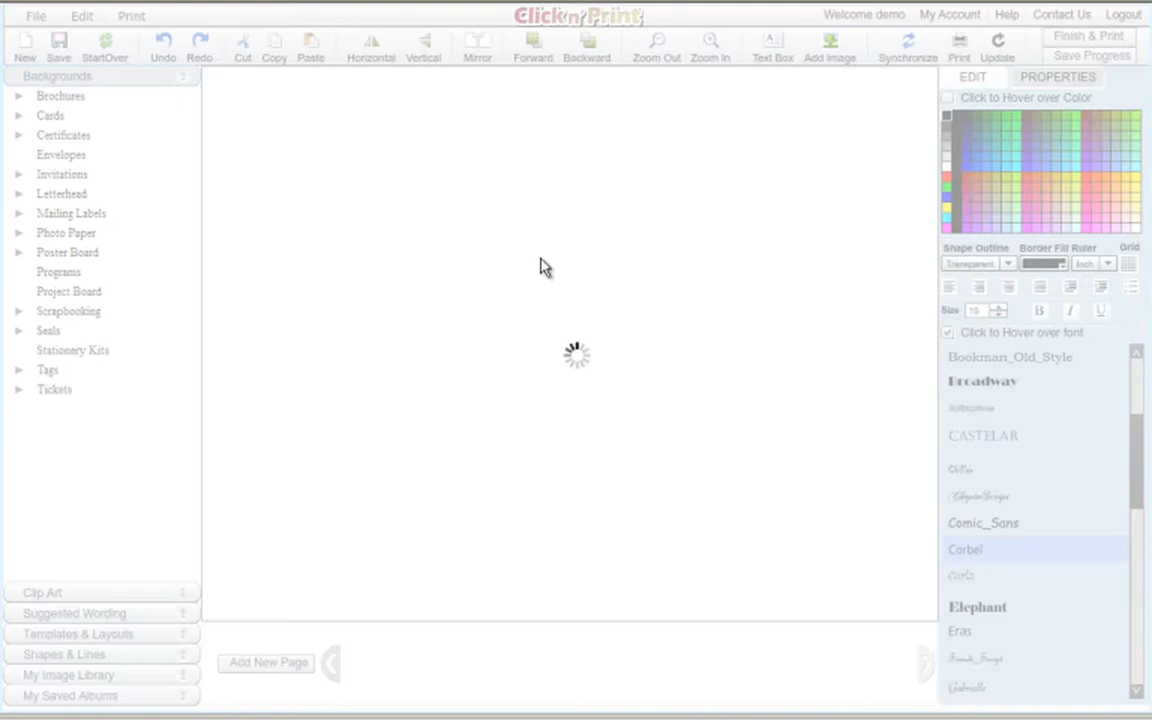 File Edit Print
Click'n'Print
Welcome demo My Account Help Contact Us Logout
New Save StartOver Undo Redo Cut Copy Paste Horizontal Vertical Mirror Forward Backward Zoom Out Zoom In Text Box Add Image Synchronize Print Update
Finish & Print
Save Progress
Backgrounds
Brochures
Cards
Certificates
Envelopes
Invitations
Letterhead
Mailing Labels
Photo Paper
Poster Board
Programs
Project Board
Scrapbooking
Seals
Stationery Kits
Tags
Tickets
Clip Art
Suggested Wording
Templates & Layouts
Shapes & Lines
My Image Library
My Saved Albums
Add New Page
EDIT PROPERTIES
Click to Hover over Color
Shape Outline Border Fill Ruler Grid
Transparent Inch
Size 19 B I U
Click to Hover over font
Bookman_Old_Style
Broadway
CASTELAR
Chiller
Comic_Sans
Corbel
Curlz
Elephant
Eras
French_Script
Gabrielle